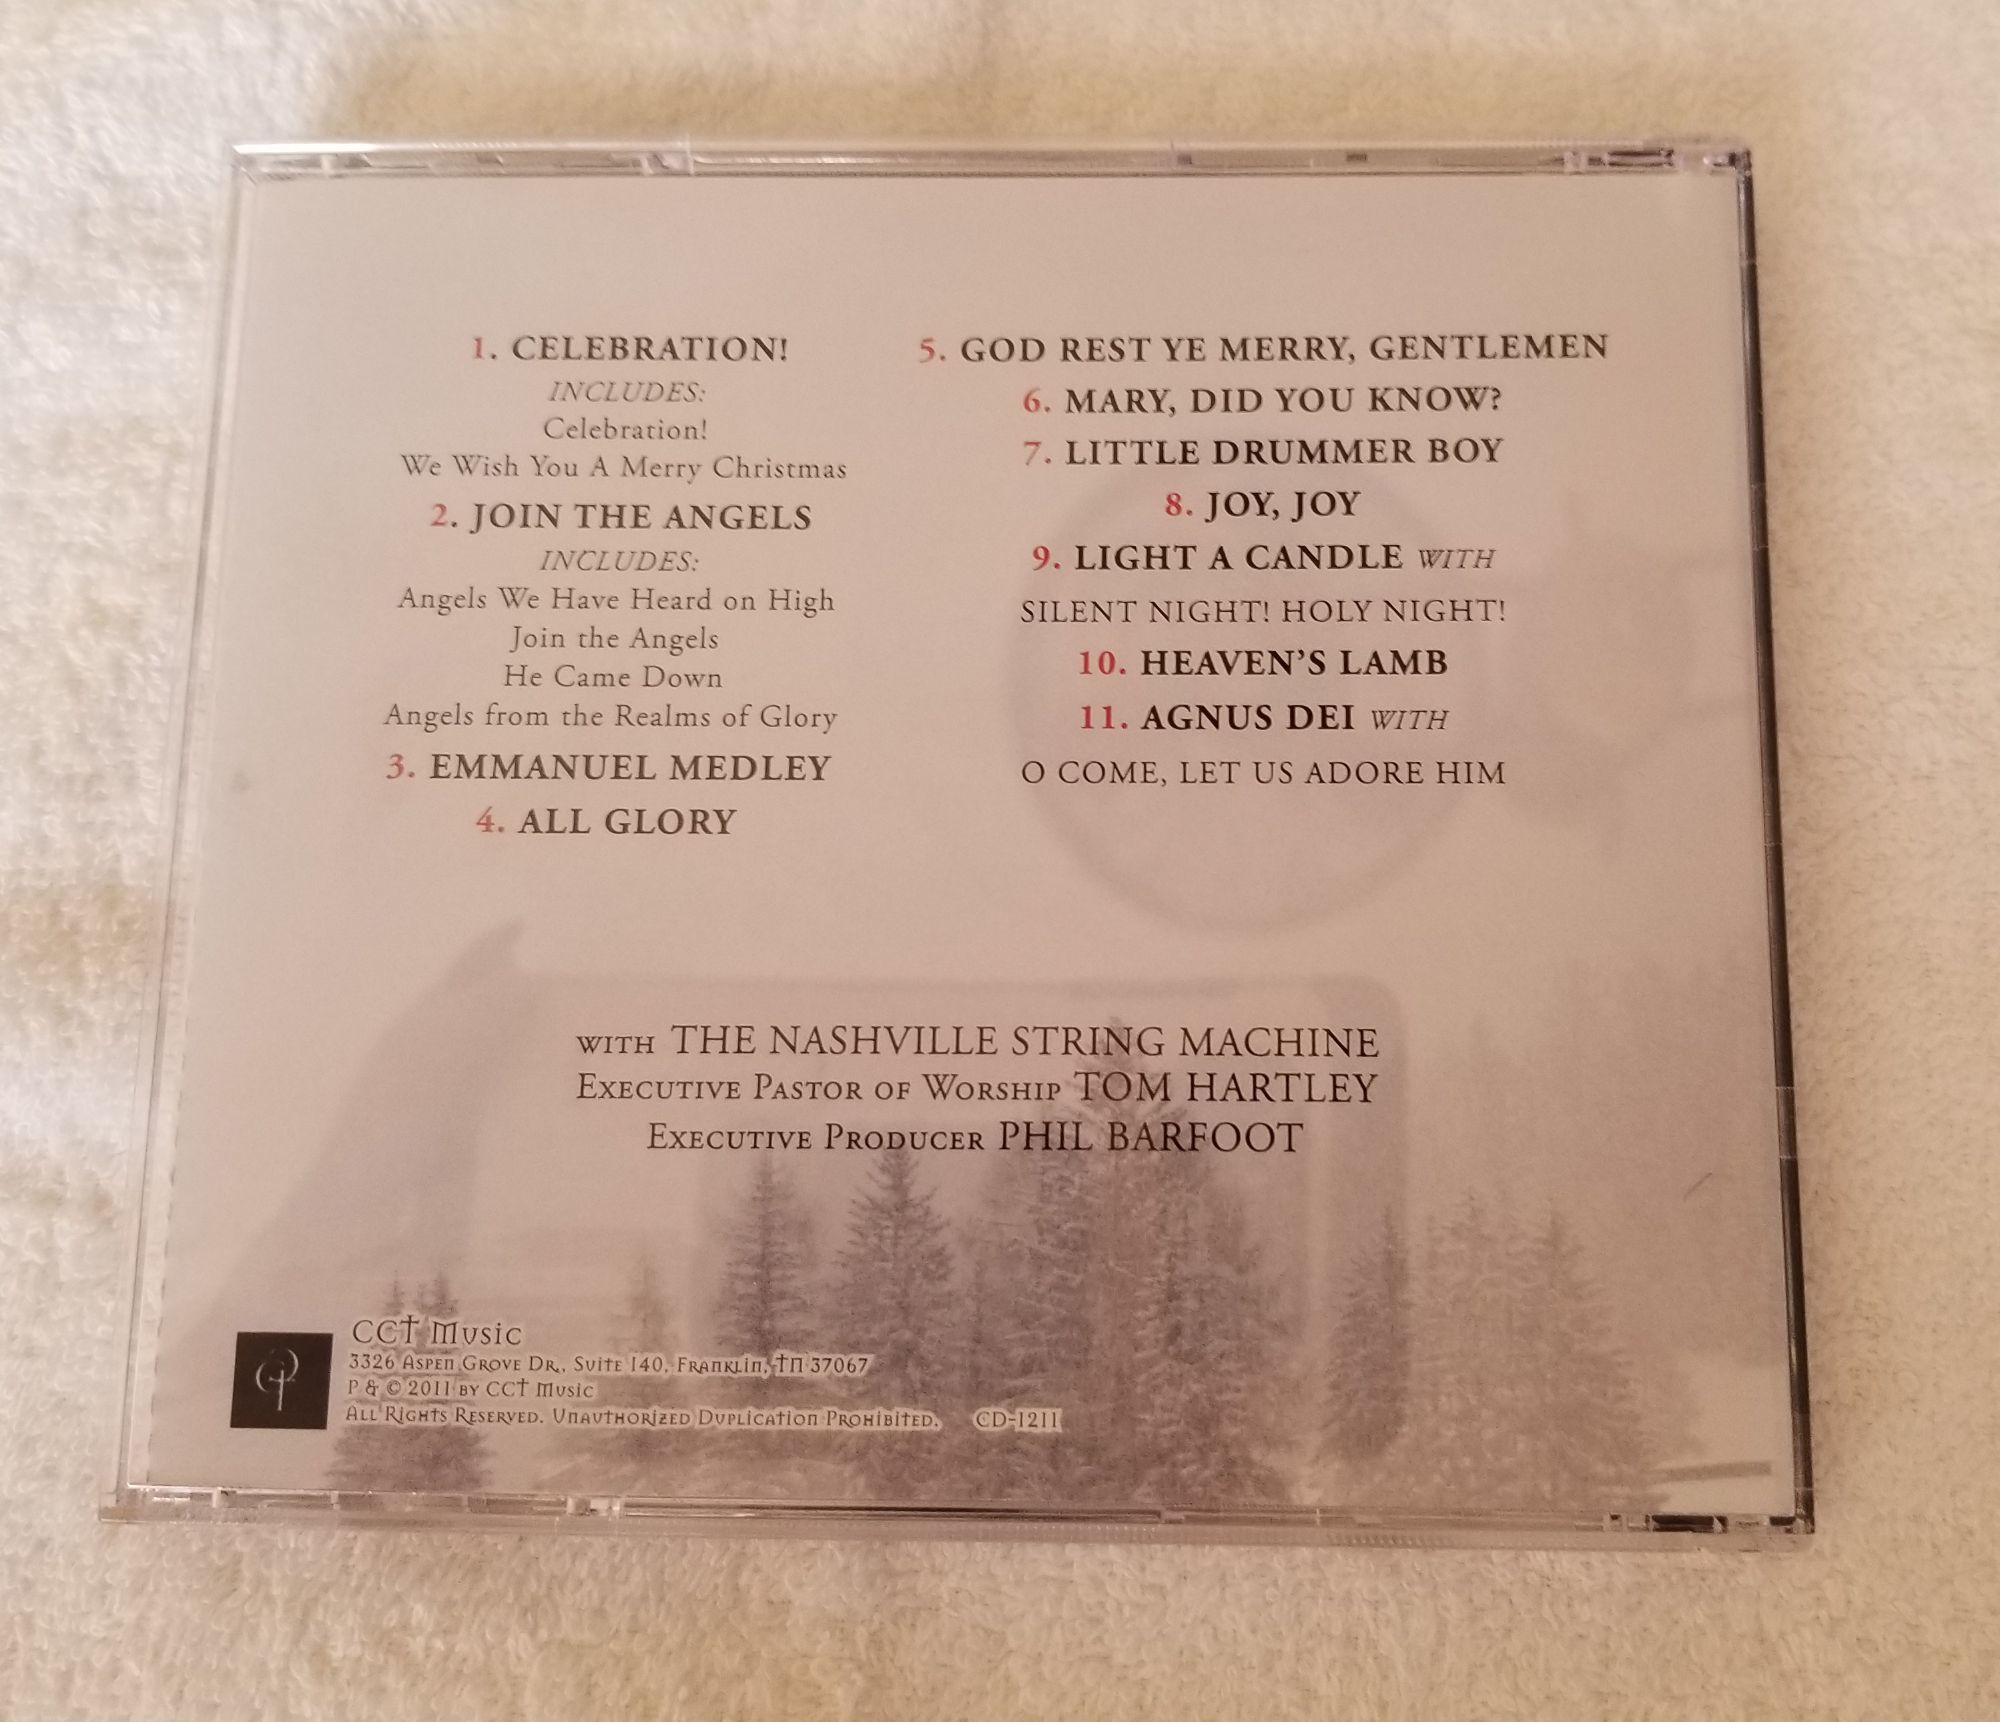 1. CELEBRATION!
INCLUDES:
Celebration!
We Wish You A Merry Christmas
2. JOIN THE ANGELS
INCLUDES:
Angels We Have Heard on High
Join the Angels
He Came Down
Angels from the Realms of Glory
3. EMMANUEL MEDLEY
4. ALL GLORY
5. GOD REST YE MERRY, GENTLEMEN
6. MARY, DID YOU KNOW?
7. LITTLE DRUMMER BOY
8. JOY, JOY
9. LIGHT A CANDLE WITH
SILENT NIGHT! HOLY NIGHT!
10. HEAVEN'S LAMB
11. AGNUS DEI WITH
O COME, LET US ADORE HIM
WITH THE NASHVILLE STRING MACHINE
EXECUTIVE PASTOR OF WORSHIP TOM HARTLEY
EXECUTIVE PRODUCER PHIL BARFOOT
CCT Music
3326 Aspen Grove Dr., Suite 140, Franklin, TN 37067
P & © 2011 by CCT Music
All Rights Reserved. Unauthorized Duplication Prohibited. CD-1211